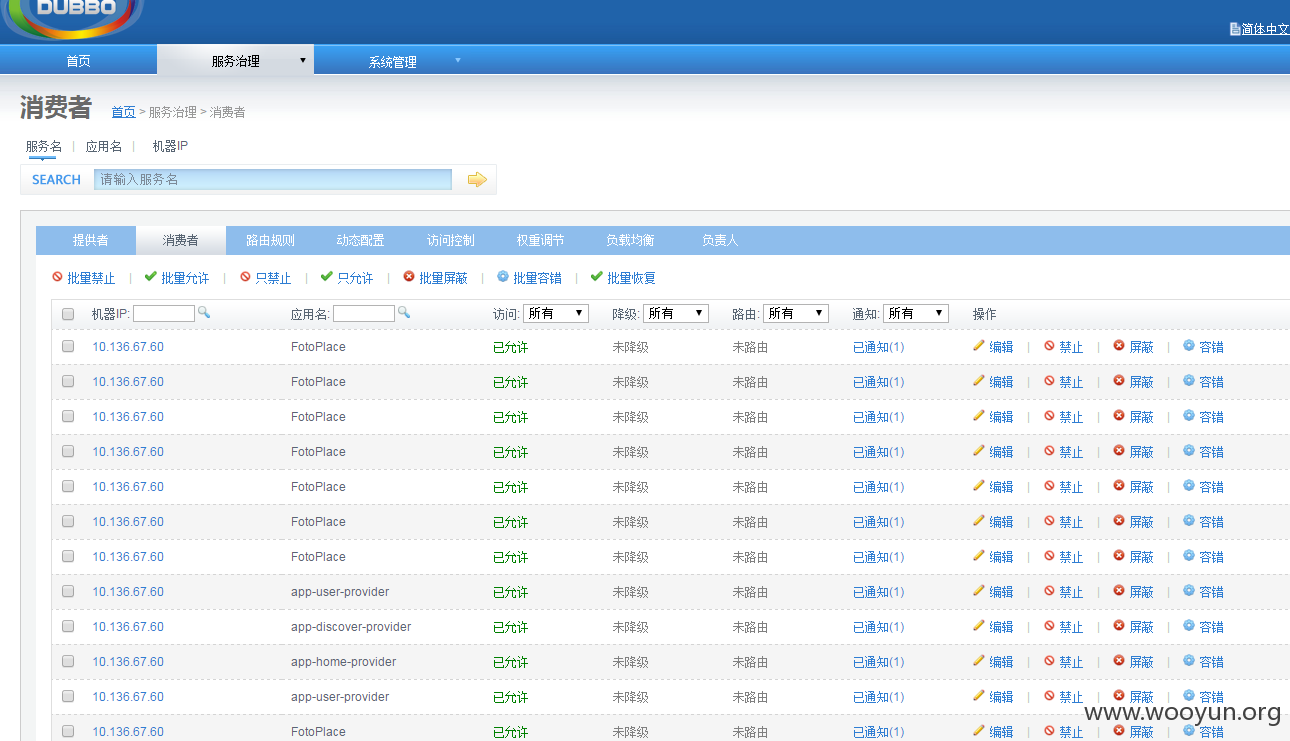 DUBBO
简体中文
首页 服务治理 系统管理
消费者 首页 > 服务治理 > 消费者
服务名 | 应用名 | 机器IP
SEARCH 请输入服务名
提供者 消费者 路由规则 动态配置 访问控制 权重调节 负载均衡 负责人
批量禁止 | 批量允许 | 只禁止 | 只允许 | 批量屏蔽 | 批量容错 | 批量恢复
机器IP: 应用名: 访问: 所有 降级: 所有 路由: 所有 通知: 所有 操作
10.136.67.60 FotoPlace 已允许 未降级 未路由 已通知(1) 编辑 | 禁止 | 屏蔽 | 容错
10.136.67.60 FotoPlace 已允许 未降级 未路由 已通知(1) 编辑 | 禁止 | 屏蔽 | 容错
10.136.67.60 FotoPlace 已允许 未降级 未路由 已通知(1) 编辑 | 禁止 | 屏蔽 | 容错
10.136.67.60 FotoPlace 已允许 未降级 未路由 已通知(1) 编辑 | 禁止 | 屏蔽 | 容错
10.136.67.60 FotoPlace 已允许 未降级 未路由 已通知(1) 编辑 | 禁止 | 屏蔽 | 容错
10.136.67.60 FotoPlace 已允许 未降级 未路由 已通知(1) 编辑 | 禁止 | 屏蔽 | 容错
10.136.67.60 FotoPlace 已允许 未降级 未路由 已通知(1) 编辑 | 禁止 | 屏蔽 | 容错
10.136.67.60 app-user-provider 已允许 未降级 未路由 已通知(1) 编辑 | 禁止 | 屏蔽 | 容错
10.136.67.60 app-discover-provider 已允许 未降级 未路由 已通知(1) 编辑 | 禁止 | 屏蔽 | 容错
10.136.67.60 app-home-provider 已允许 未降级 未路由 已通知(1) 编辑 | 禁止 | 屏蔽 | 容错
10.136.67.60 app-user-provider 已允许 未降级 未路由 已通知(1) 编辑 | 禁止 | 屏蔽 | 容错
www.wooyun.org
10.136.67.60 FotoPlace 已允许 未降级 未路由 已通知(1) 编辑 | 禁止 | 屏蔽 | 容错